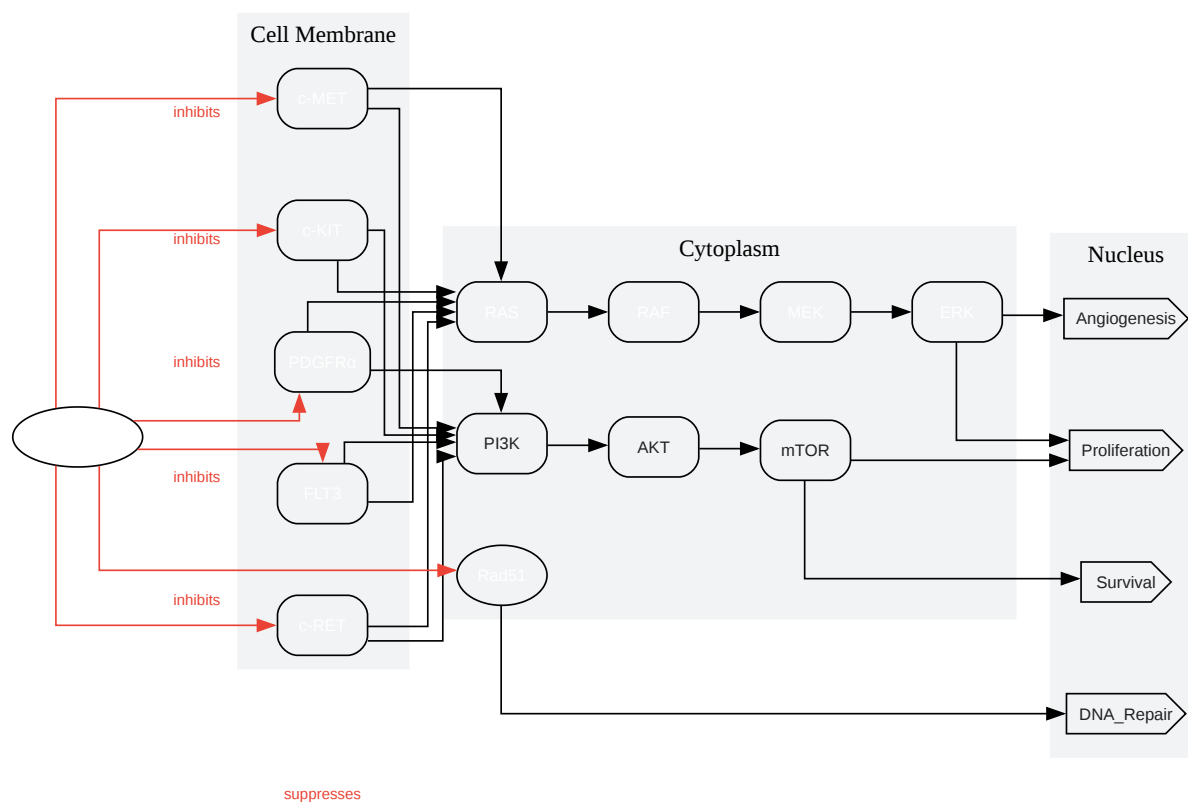 Cell Membrane
c-MET
inhibits
c-KIT
inhibits
Cytoplasm
Nucleus
RAS
RAF
MEK
ERK
Angiogenesis
PDGFRα
inhibits
PI3K
AKT
mTOR
Proliferation
inhibits
FLT3
Rad51
Survival
inhibits
c-RET
DNA_Repair
suppresses